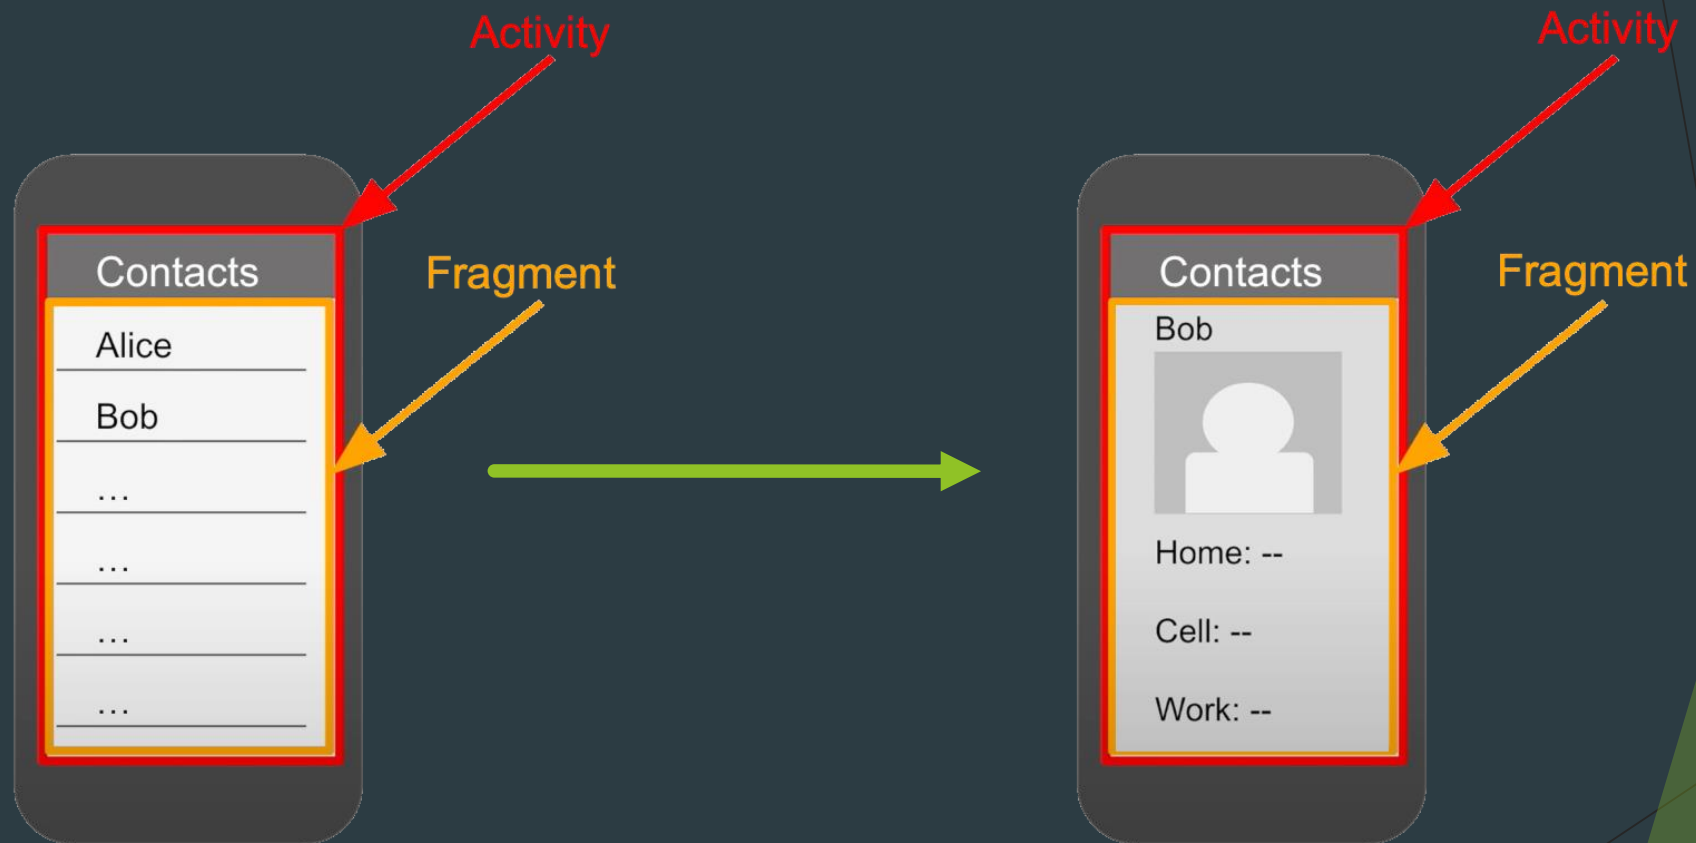 Activity
Activity
Contacts
Fragment
Alice
Bob
…
…
…
…
Contacts
Fragment
Bob
Home: --
Cell: --
Work: --